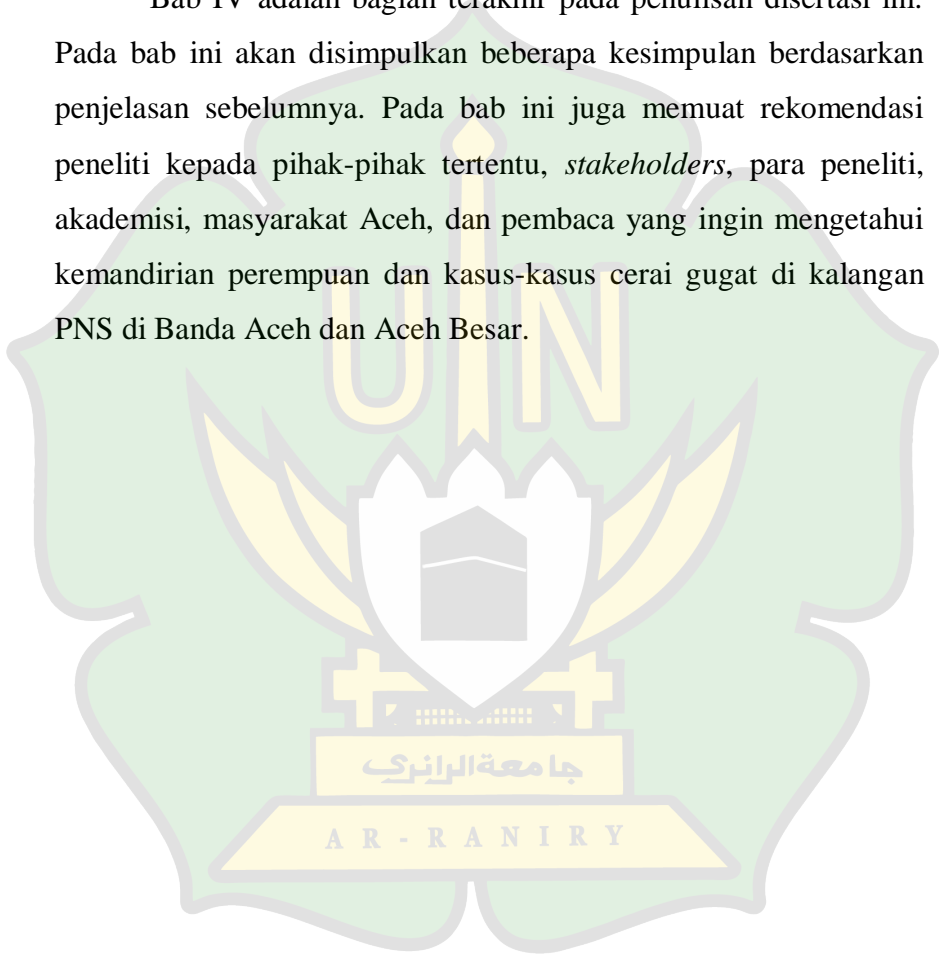 Bab IV adalah bagian terakhir pada penulisan disertasi ini.
Pada bab ini akan disimpulkan beberapa kesimpulan berdasarkan
penjelasan sebelumnya. Pada bab ini juga memuat rekomendasi
peneliti kepada pihak-pihak tertentu, stakeholders, para peneliti,
akademisi, masyarakat Aceh, dan pembaca yang ingin mengetahui
kemandirian perempuan dan kasus-kasus cerai gugat di kalangan
PNS di Banda Aceh dan Aceh Besar.
UIN
جامعة الرانري
AR-RANIRY